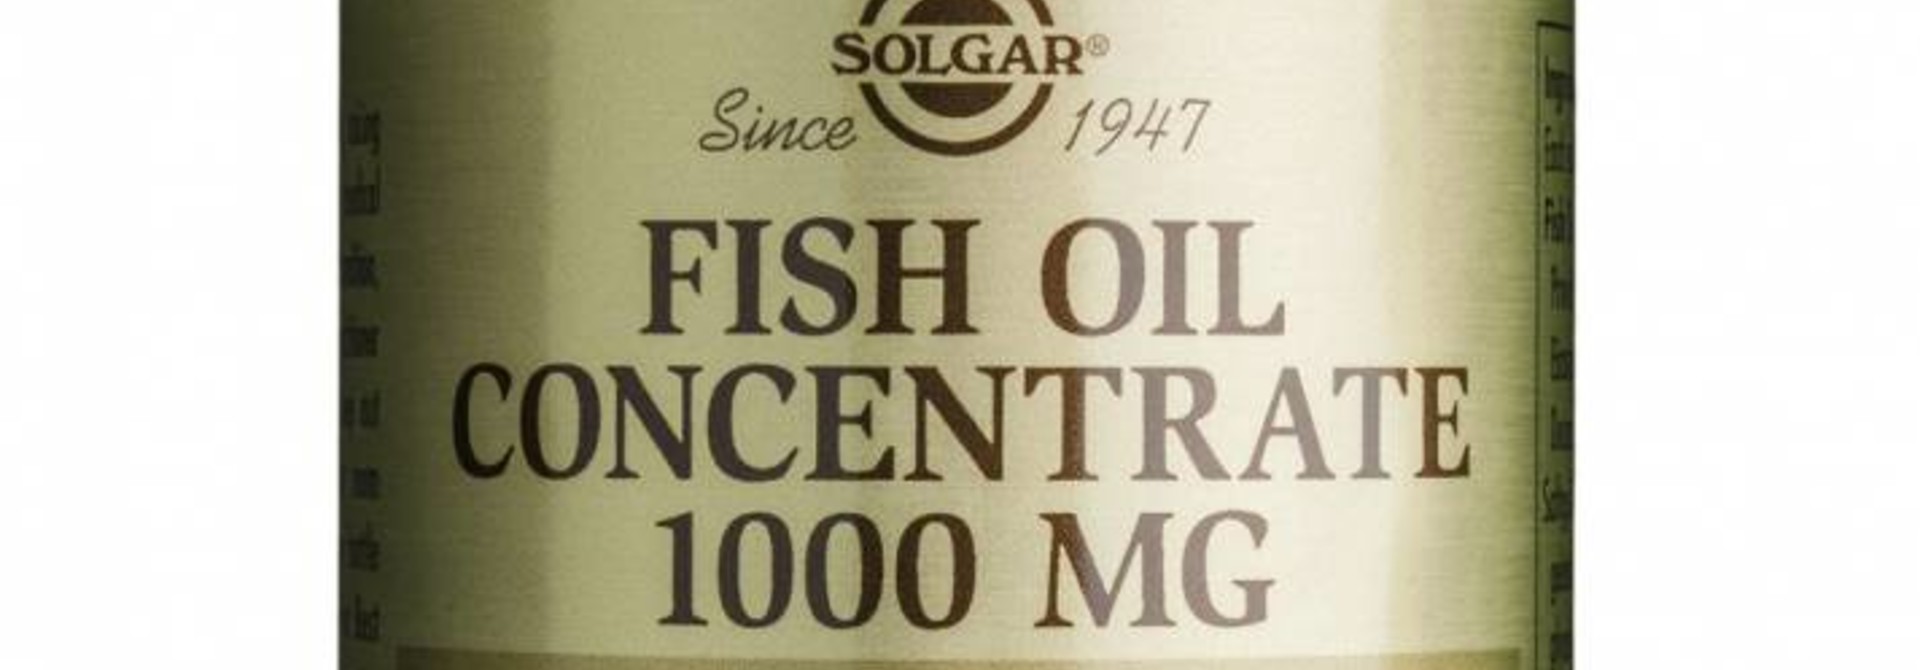 SOLGAR®
Since 1947
FISH OIL
CONCENTRATE
1000 MG